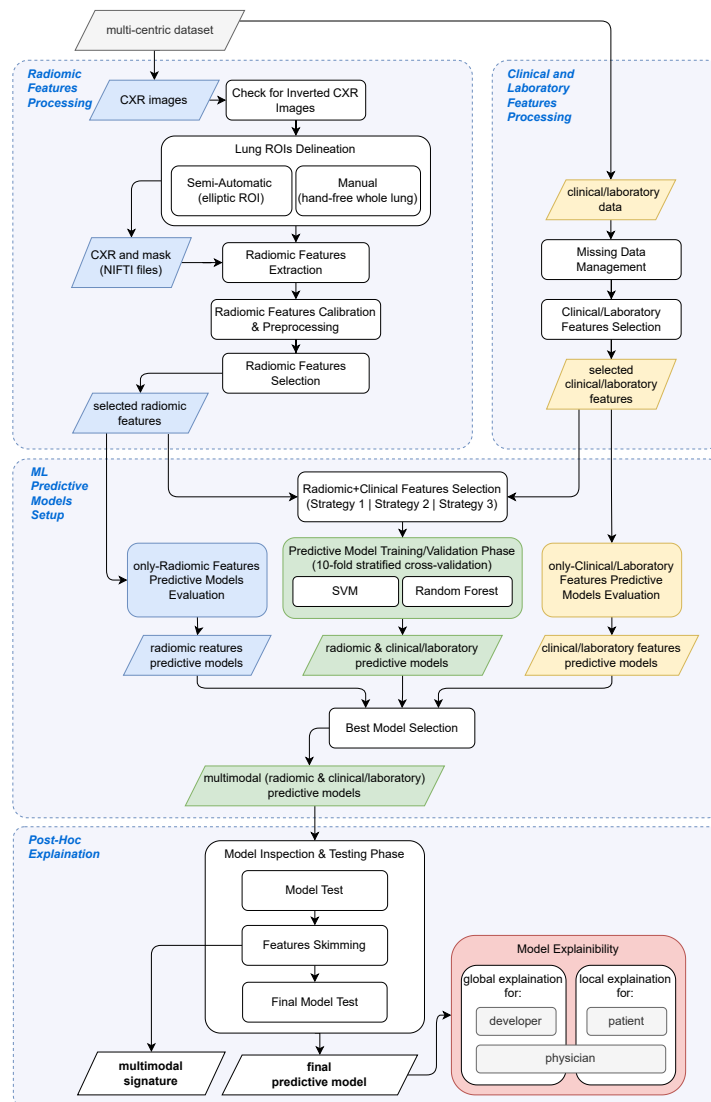 multi-centric dataset
Radiomic
Features
Processing
CXR images
Check for Inverted CXR
Images
Lung ROIs Delineation
Semi-Automatic
(elliptic ROI)
Manual
(hand-free whole lung)
CXR and mask
(NIFTI files)
Radiomic Features
Extraction
Radiomic Features Calibration
& Preprocessing
Radiomic Features
Selection
selected radiomic
features
Clinical and
Laboratory
Features
Processing
clinical/laboratory
data
Missing Data
Management
Clinical/Laboratory
Features Selection
selected
clinical/laboratory
features
ML
Predictive
Models
Setup
Radiomic+Clinical Features Selection
(Strategy 1 | Strategy 2 | Strategy 3)
only-Radiomic Features
Predictive Models
Evaluation
Predictive Model Training/Validation Phase
(10-fold stratified cross-validation)
SVM
Random Forest
only-Clinical/Laboratory
Features Predictive
Models Evaluation
radiomic reatures
predictive models
radiomic & clinical/laboratory
predictive models
clinical/laboratory features
predictive models
Best Model Selection
multimodal (radiomic & clinical/laboratory)
predictive models
Post-Hoc
Explaination
Model Inspection & Testing Phase
Model Test
Features Skimming
Final Model Test
multimodal
signature
final
predictive model
Model Explainibility
global explaination
for:
developer
local explaination
for:
patient
physician